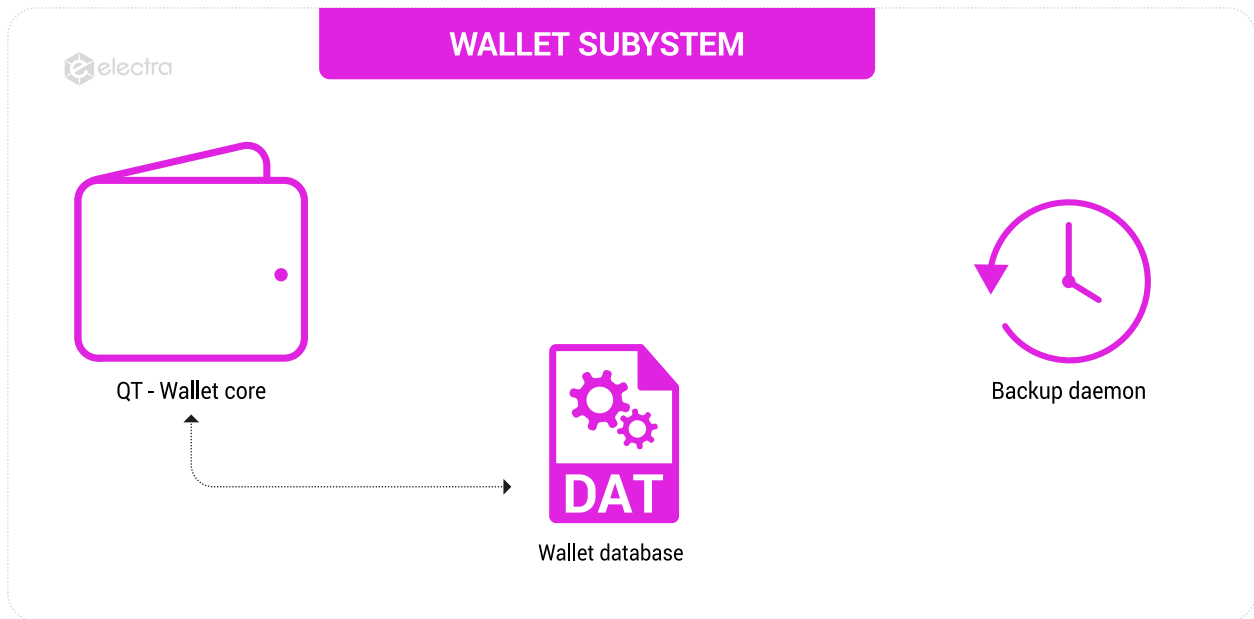 WALLET SUBYSTEM
electra
QT - Wallet core
Backup daemon
DAT
Wallet database